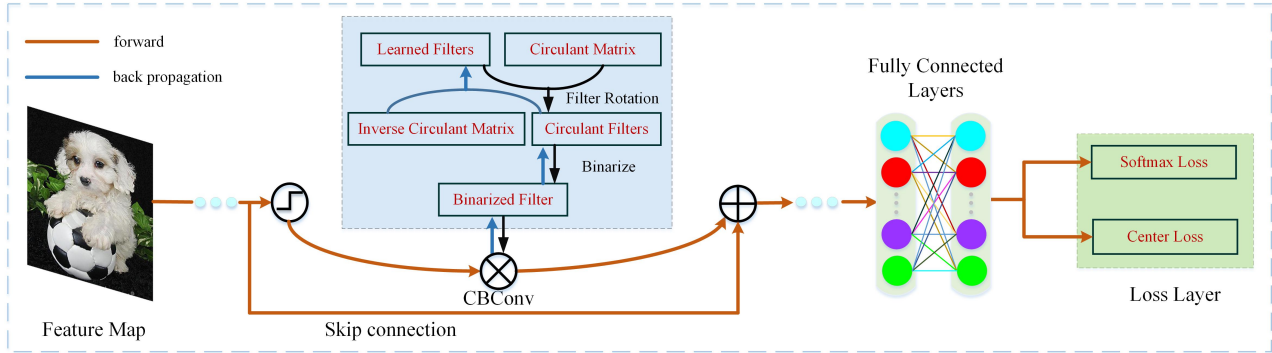 forward
back propagation
Learned Filters
Circulant Matrix
Filter Rotation
Inverse Circulant Matrix
Circulant Filters
Binarize
Binarized Filter
CBConv
Feature Map
Skip connection
Fully Connected
Layers
Softmax Loss
Center Loss
Loss Layer